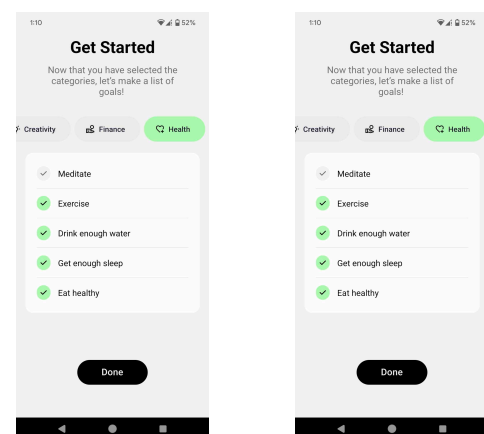 1:10 52%
Get Started
Now that you have selected the
categories, let's make a list of
goals!
Creativity Finance Health
Meditate
Exercise
Drink enough water
Get enough sleep
Eat healthy
Done
1:10 52%
Get Started
Now that you have selected the
categories, let's make a list of
goals!
Creativity Finance Health
Meditate
Exercise
Drink enough water
Get enough sleep
Eat healthy
Done